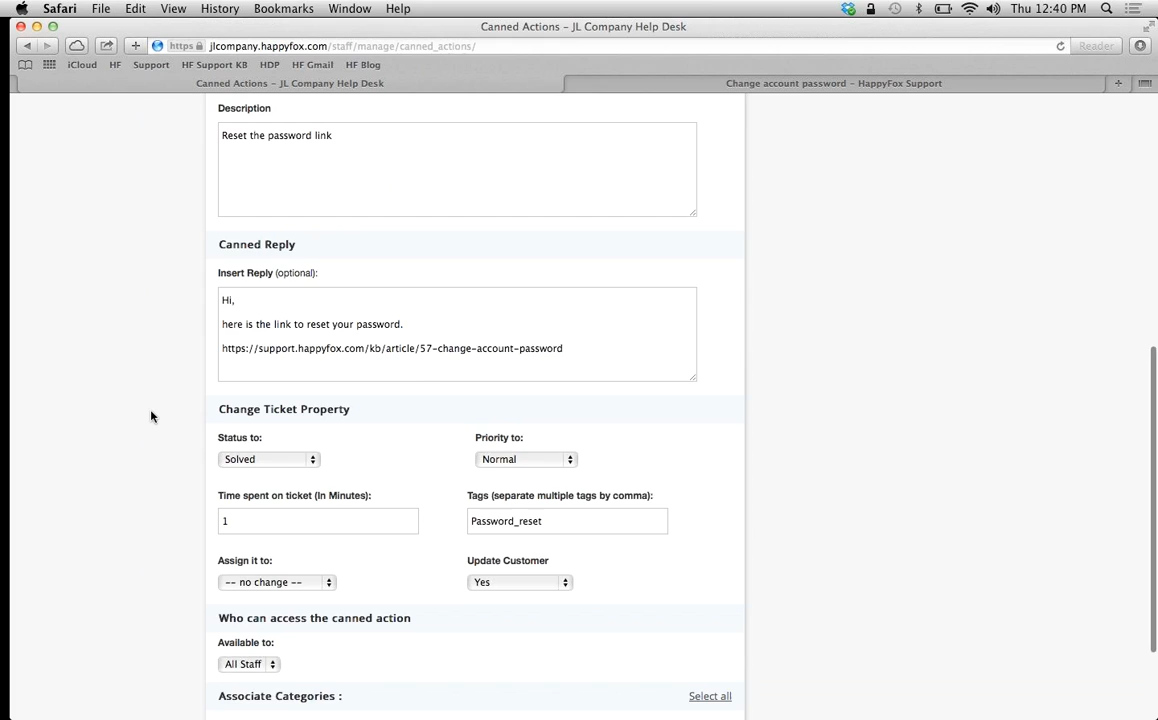 Safari File Edit View History Bookmarks Window Help Thu 12:40 PM
Canned Actions – JL Company Help Desk
https jlcompany.happyfox.com/staff/manage/canned_actions/ Reader
iCloud HF Support HF Support KB HDP HF Gmail HF Blog
Canned Actions – JL Company Help Desk Change account password – HappyFox Support
Description
Reset the password link
Canned Reply
Insert Reply (optional):
Hi,
here is the link to reset your password.
https://support.happyfox.com/kb/article/57-change-account-password
Change Ticket Property
Status to: Priority to:
Solved Normal
Time spent on ticket (In Minutes): Tags (separate multiple tags by comma):
1 Password_reset
Assign it to: Update Customer
-- no change -- Yes
Who can access the canned action
Available to:
All Staff
Associate Categories : Select all